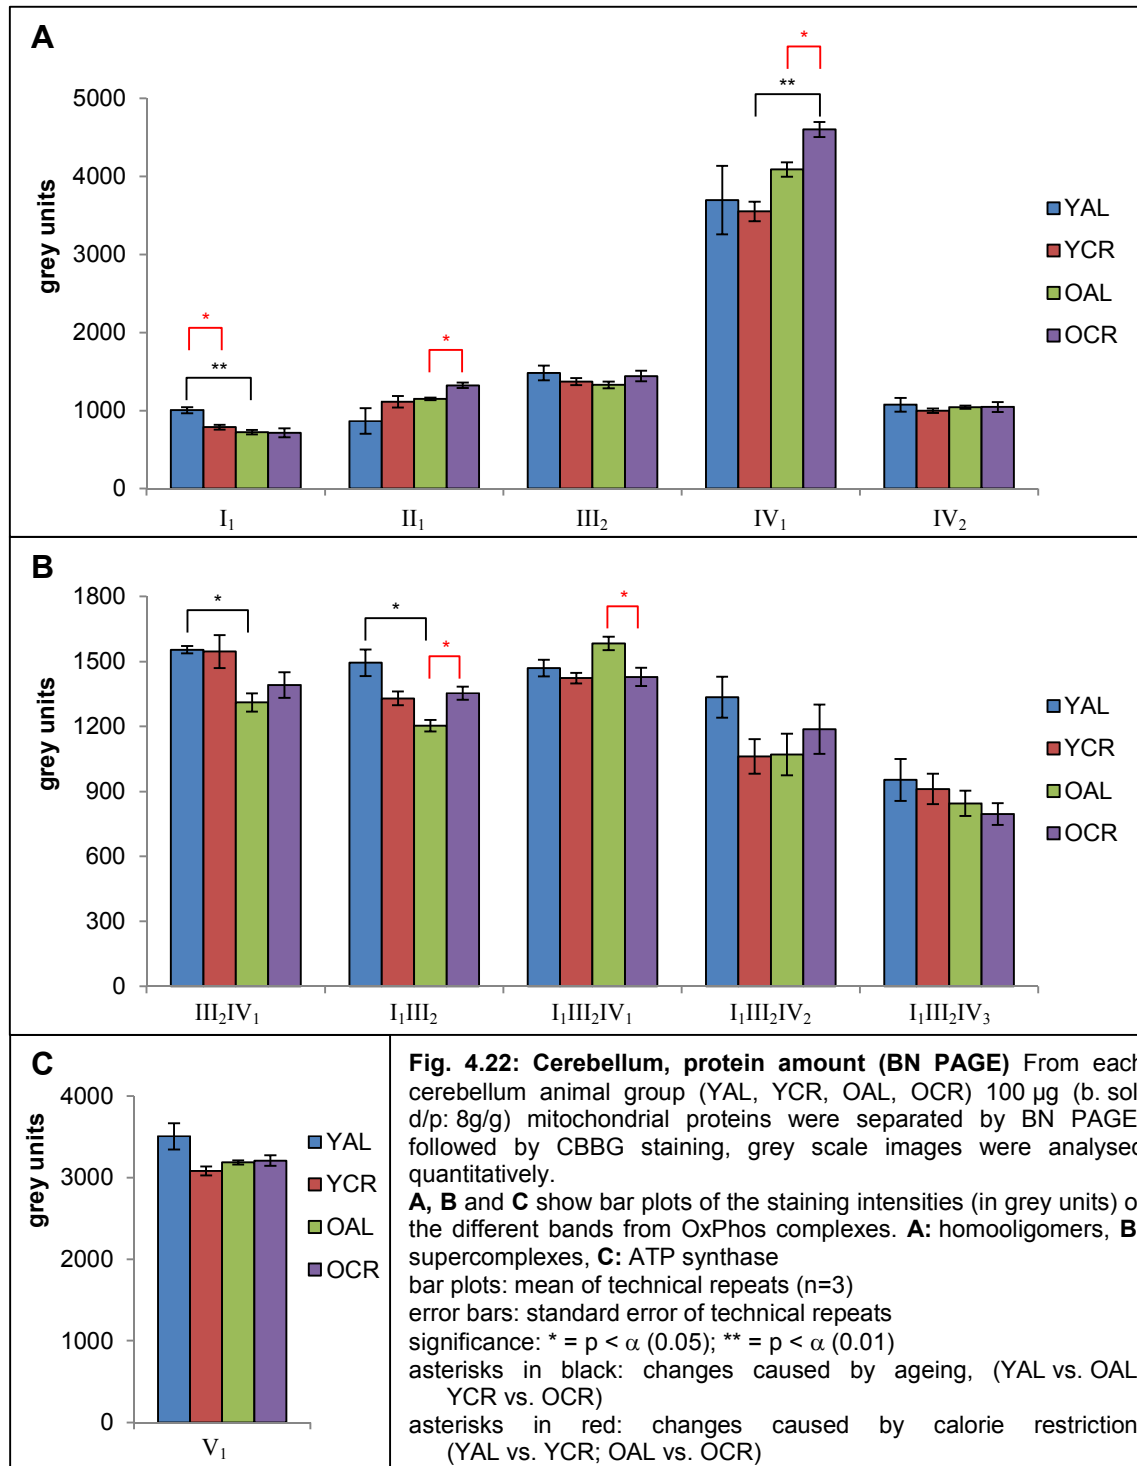 A
*
**
5000
4000
3000
2000
1000
0
grey units
*
**
*
YAL
YCR
OAL
OCR
I₁ II₁ III₂ IV₁ IV₂
B
1800
1500
1200
900
600
300
0
grey units
*
*
*
*
YAL
YCR
OAL
OCR
III₂IV₁ I₁III₂ I₁III₂IV₁ I₁III₂IV₂ I₁III₂IV₃
C
4000
3000
2000
1000
0
grey units
YAL
YCR
OAL
OCR
V₁
Fig. 4.22: Cerebellum, protein amount (BN PAGE) From each
cerebellum animal group (YAL, YCR, OAL, OCR) 100 µg (b. sol
d/p: 8g/g) mitochondrial proteins were separated by BN PAGE
followed by CBBG staining, grey scale images were analysed
quantitatively.
A, B and C show bar plots of the staining intensities (in grey units) o
the different bands from OxPhos complexes. A: homooligomers, B
supercomplexes, C: ATP synthase
bar plots: mean of technical repeats (n=3)
error bars: standard error of technical repeats
significance: * = p < α (0.05); ** = p < α (0.01)
asterisks in black: changes caused by ageing, (YAL vs. OAL
YCR vs. OCR)
asterisks in red: changes caused by calorie restriction
(YAL vs. YCR; OAL vs. OCR)